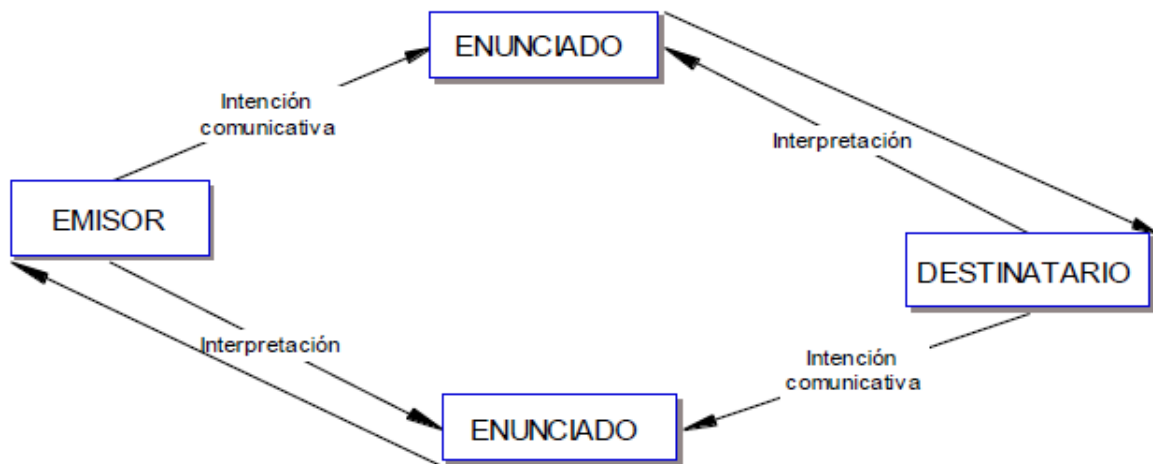 ENUNCIADO
Intención
comunicativa
Interpretación
EMISOR
DESTINATARIO
Interpretación
Intención
comunicativa
ENUNCIADO